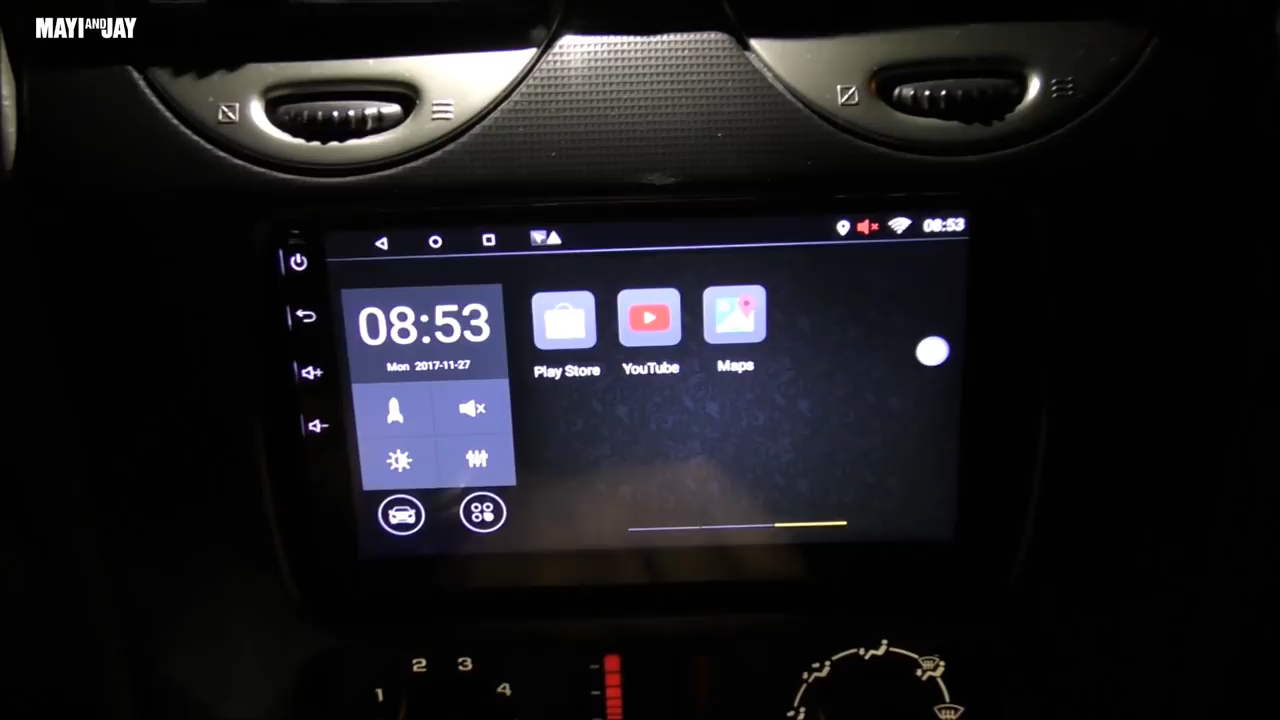 MAYI AND JAY
08:53
08:53
Mon 2017-11-27
Play Store
YouTube
Maps
1
2
3
4